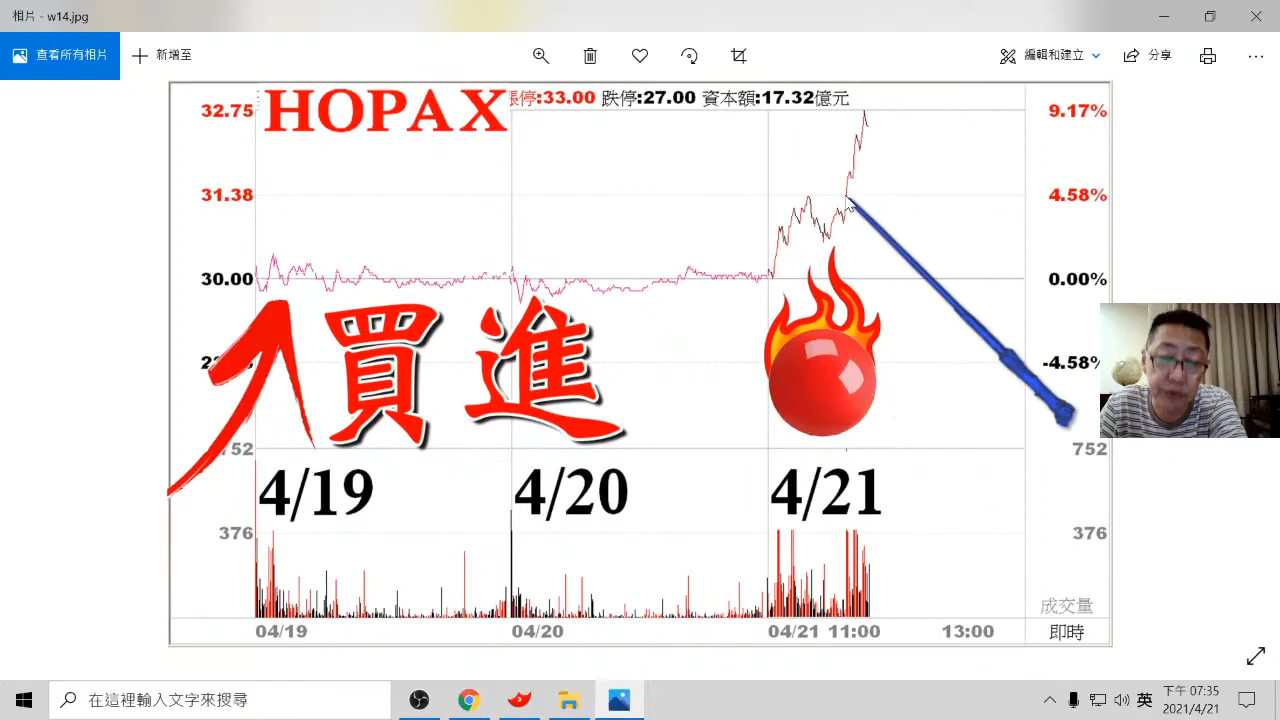 相片 - w14.jpg
查看所有相片
新增至
編輯和建立
分享
HOPAX
漲停:33.00 跌停:27.00 資本額:17.32億元
32.75
9.17%
31.38
4.58%
30.00
0.00%
-4.58%
買進
752
752
4/19
4/20
4/21
376
376
成交量
04/19
04/20
04/21 11:00
13:00
即時
在這裡輸入文字來搜尋
英
下午 07:35
2021/4/21